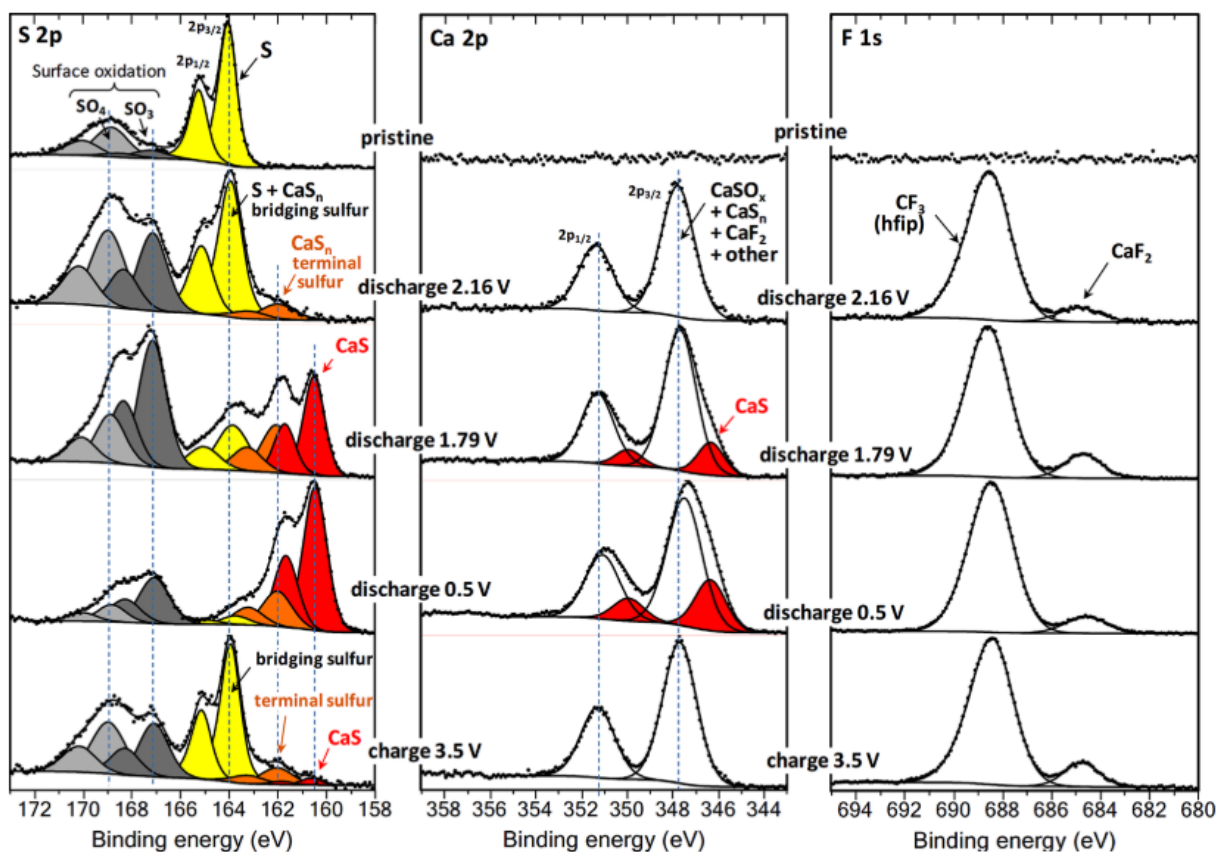 S 2p
2p3/2
2p1/2
S
Surface oxidation
SO4
SO3
S + CaSn
bridging sulfur
CaSn
terminal
sulfur
CaS
bridging sulfur
terminal sulfur
CaS
172 170 168 166 164 162 160 158
Binding energy (eV)
pristine
discharge 2.16 V
discharge 1.79 V
discharge 0.5 V
charge 3.5 V
Ca 2p
2p3/2
2p1/2
CaSOx
+ CaSn
+ CaF2
+ other
CaS
358 356 354 352 350 348 346 344
Binding energy (eV)
pristine
discharge 2.16 V
discharge 1.79 V
discharge 0.5 V
charge 3.5 V
F 1s
CF3
(hfip)
CaF2
695 692 690 688 686 684 682 680
Binding energy (eV)